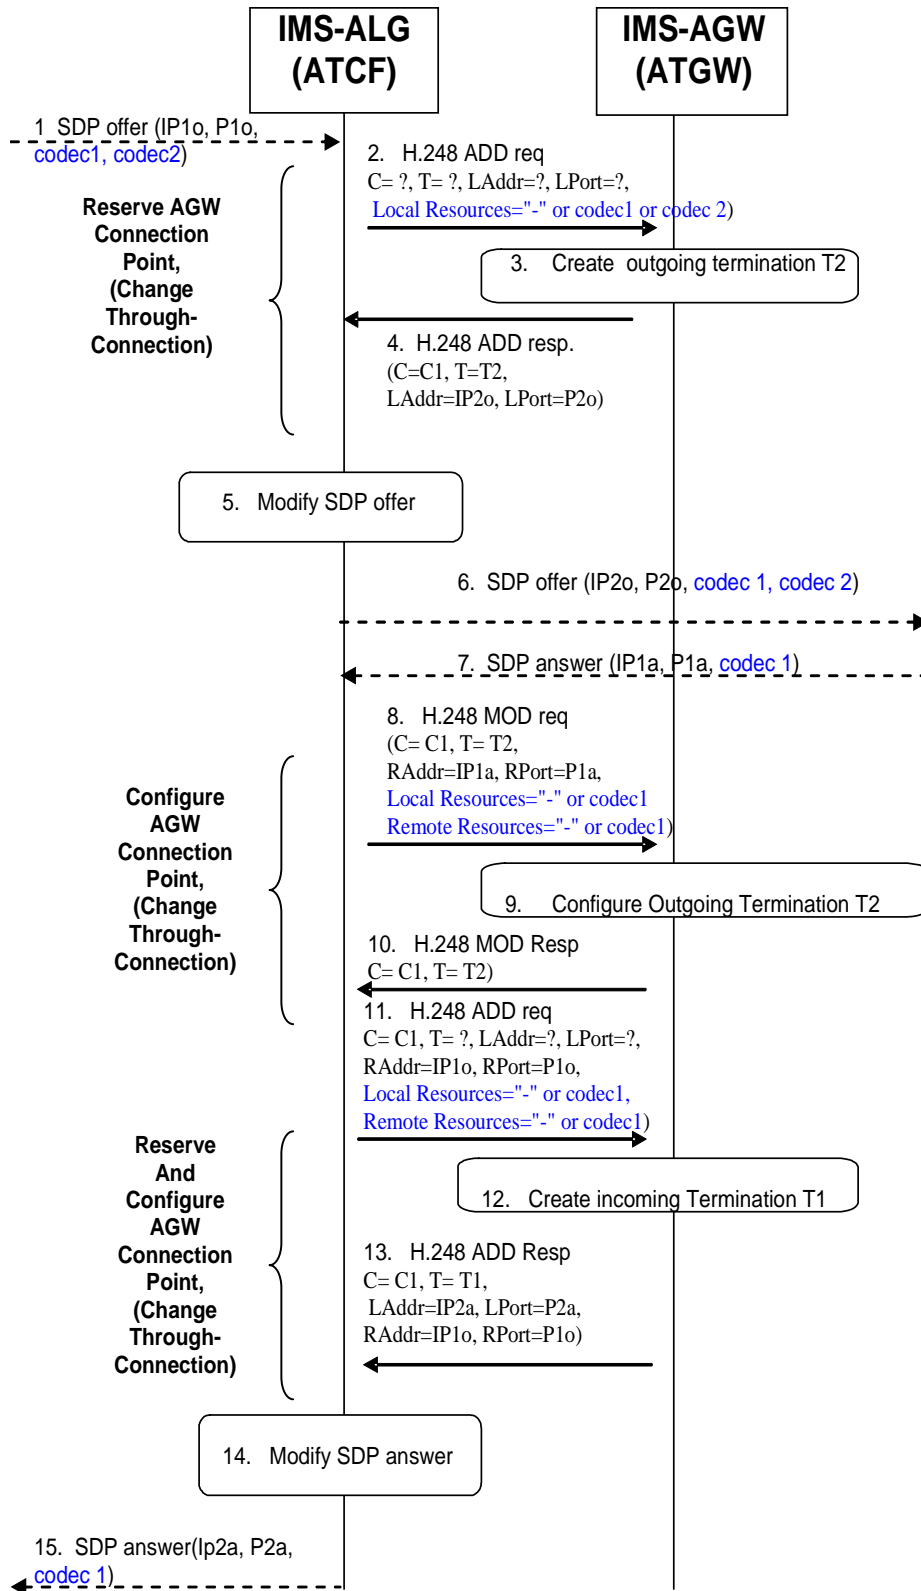 IMS-ALG
(ATCF)
IMS-AGW
(ATGW)
1 SDP offer (IP1o, P1o,
codec1, codec2)
2. H.248 ADD req
C= ?, T= ?, LAddr=?, LPort=?,
Local Resources="-" or codec1 or codec 2)
Reserve AGW
Connection
Point,
(Change
Through-
Connection)
3. Create outgoing termination T2
4. H.248 ADD resp.
(C=C1, T=T2,
LAddr=IP2o, LPort=P2o)
5. Modify SDP offer
6. SDP offer (IP2o, P2o, codec 1, codec 2)
7. SDP answer (IP1a, P1a, codec 1)
8. H.248 MOD req
(C= C1, T= T2,
RAddr=IP1a, RPort=P1a,
Local Resources="-" or codec1
Remote Resources="-" or codec1)
Configure
AGW
Connection
Point,
(Change
Through-
Connection)
9. Configure Outgoing Termination T2
10. H.248 MOD Resp
C= C1, T= T2)
11. H.248 ADD req
C= C1, T= ?, LAddr=?, LPort=?,
RAddr=IP1o, RPort=P1o,
Local Resources="-" or codec1,
Remote Resources="-" or codec1)
Reserve
And
Configure
AGW
Connection
Point,
(Change
Through-
Connection)
12. Create incoming Termination T1
13. H.248 ADD Resp
C= C1, T= T1,
LAddr=IP2a, LPort=P2a,
RAddr=IP1o, RPort=P1o)
14. Modify SDP answer
15. SDP answer(Ip2a, P2a,
codec 1)